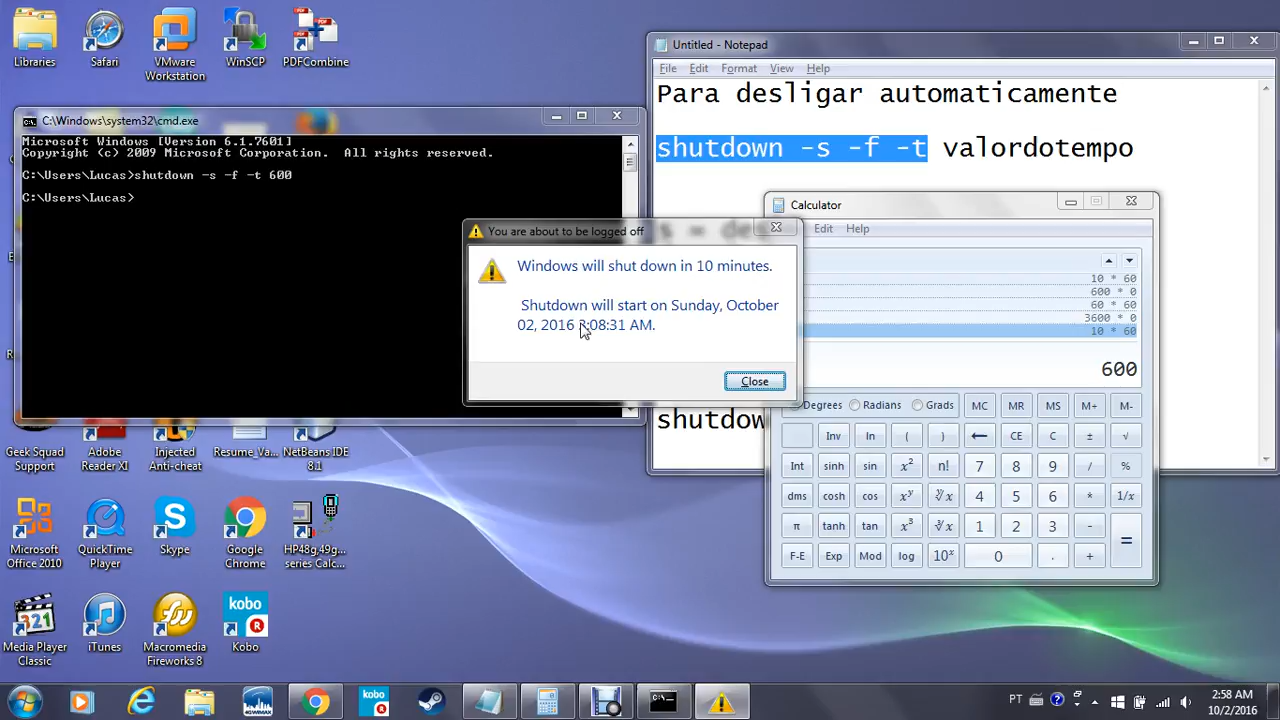 Libraries
Safari
VMware
Workstation
WinSCP
PDFCombine
C:\Windows\system32\cmd.exe
Microsoft Windows [Version 6.1.7601]
Copyright (c) 2009 Microsoft Corporation.  All rights reserved.
C:\Users\Lucas>shutdown -s -f -t 600
C:\Users\Lucas>
Untitled - Notepad
File Edit Format View Help
Para desligar automaticamente
shutdown -s -f -t valordotempo
You are about to be logged off
Windows will shut down in 10 minutes.
Shutdown will start on Sunday, October
02, 2016 :08:31 AM.
Close
Calculator
Edit Help
10 * 60
600 * 0
60 * 60
3600 * 0
10 * 60
600
Degrees Radians Grads MC MR MS M+ M-
Inv ln ( ) ← CE C ± √
Int sinh sin x² n! 7 8 9 / %
dms cosh cos xʸ ʸ√x 4 5 6 * 1/x
π tanh tan x³ ³√x 1 2 3 - =
F-E Exp Mod log 10ˣ 0 . +
shutdow
Geek Squad
Support
Adobe
Reader XI
Injected
Anti-cheat
Resume_Va...
NetBeans IDE
8.1
Microsoft
Office 2010
QuickTime
Player
Skype
Google
Chrome
HP48g,49g...
series Calc...
Media Player
Classic
iTunes
Macromedia
Fireworks 8
kobo
Kobo
kobo
PT
2:58 AM
10/2/2016